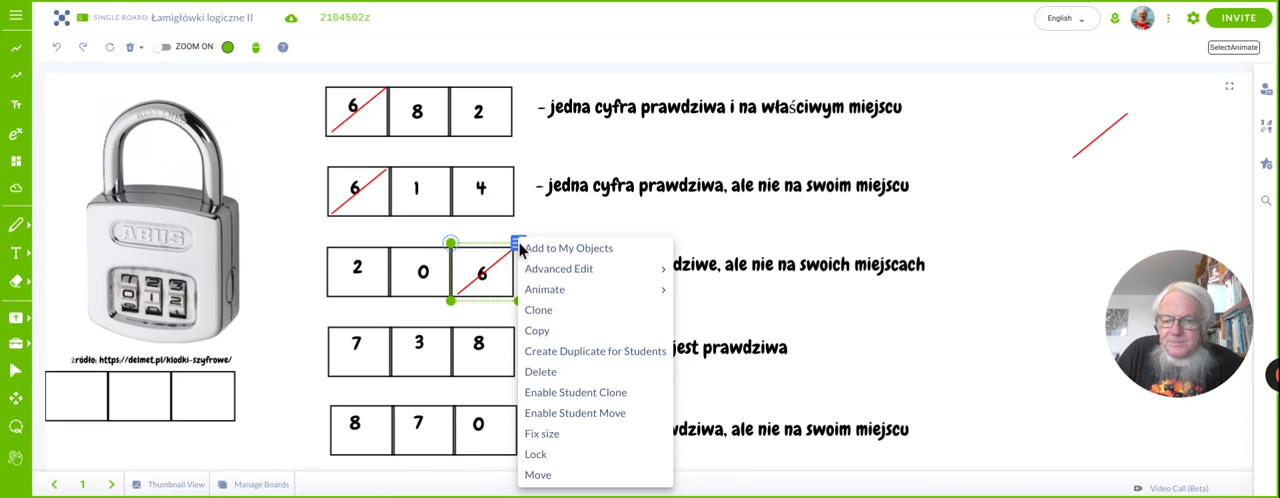 SINGLE BOARD: Łamigłówki logiczne II
2104502z
English
INVITE
ZOOM ON
SelectAnimate
6 8 2 - jedna cyfra prawdziwa i na właściwym miejscu
6 1 4 - jedna cyfra prawdziwa, ale nie na swoim miejscu
2 0 6 dziwe, ale nie na swoich miejscach
7 3 8 jest prawdziwa
8 7 0 dziwa, ale nie na swoim miejscu
ABUS
źródło: https://delmet.pl/klodki-szyfrowe/
Add to My Objects
Advanced Edit
Animate
Clone
Copy
Create Duplicate for Students
Delete
Enable Student Clone
Enable Student Move
Fix size
Lock
Move
1
Thumbnail View
Manage Boards
Video Call (Beta)